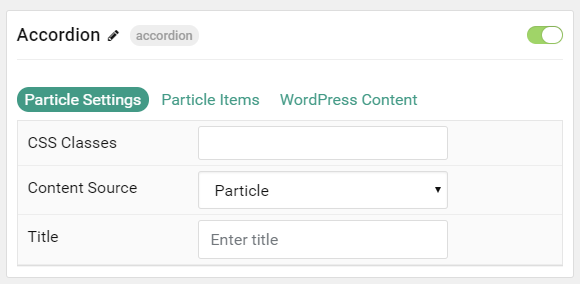 Accordion accordion
Particle Settings Particle Items WordPress Content
CSS Classes
Content Source Particle
Title Enter title